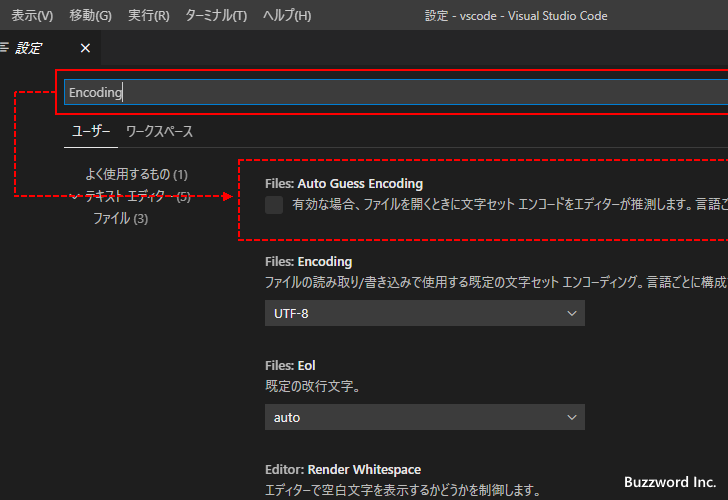 表示(V) 移動(G) 実行(R) ターミナル(T) ヘルプ(H) 設定 - vscode - Visual Studio Code
設定
Encoding
ユーザー ワークスペース
よく使用するもの (1)
テキスト エディター (5)
ファイル (3)
Files: Auto Guess Encoding
有効な場合、ファイルを開くときに文字セット エンコードをエディターが推測します。言語ご
Files: Encoding
ファイルの読み取り/書き込みで使用する既定の文字セット エンコーディング。言語ごとに構成
UTF-8
Files: Eol
既定の改行文字。
auto
Editor: Render Whitespace
エディターで空白文字を表示するかどうかを制御します。
Buzzword Inc.